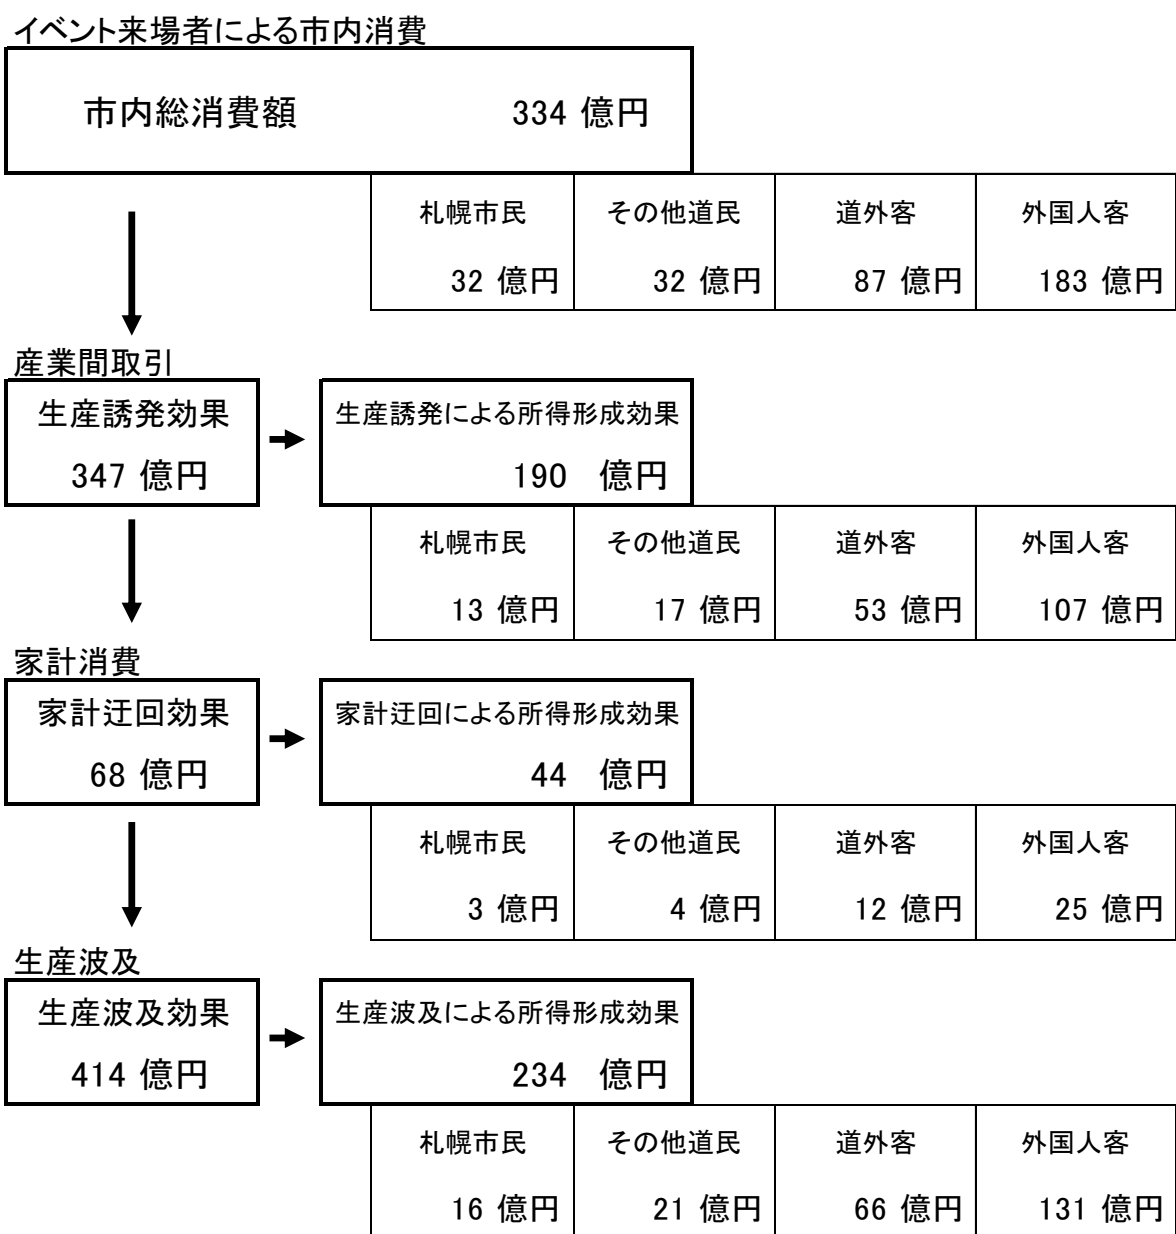 イベント来場者による市内消費
市内総消費額 334 億円
札幌市民 その他道民 道外客 外国人客
32 億円 32 億円 87 億円 183 億円
産業間取引
生産誘発効果 生産誘発による所得形成効果
347 億円 190 億円
札幌市民 その他道民 道外客 外国人客
13 億円 17 億円 53 億円 107 億円
家計消費
家計迂回効果 家計迂回による所得形成効果
68 億円 44 億円
札幌市民 その他道民 道外客 外国人客
3 億円 4 億円 12 億円 25 億円
生産波及
生産波及効果 生産波及による所得形成効果
414 億円 234 億円
札幌市民 その他道民 道外客 外国人客
16 億円 21 億円 66 億円 131 億円